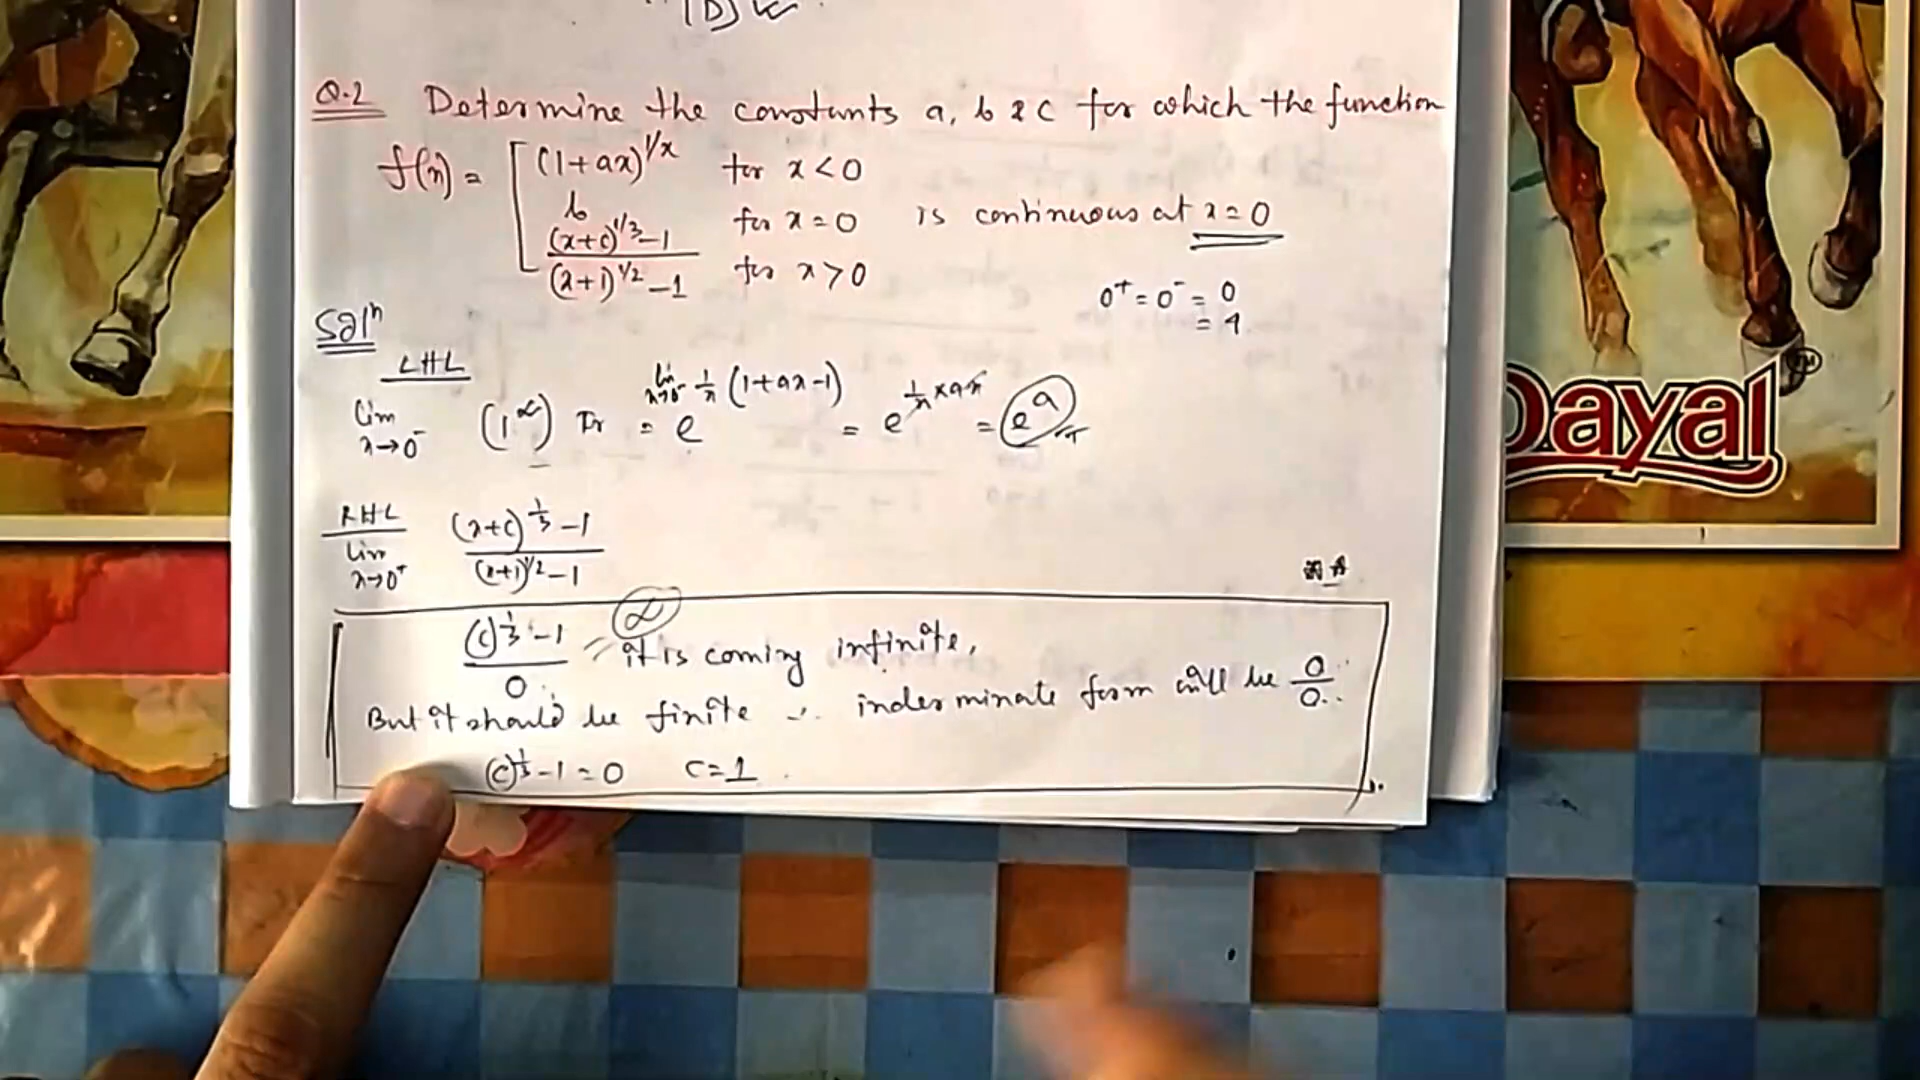 (D)
Q.2 Determine the constants a, b & c for which the function
f(x) = (1+ax)^1/x for x < 0
b for x = 0 is continuous at x = 0
(x+c)^1/3 - 1 / (x+1)^1/2 - 1 for x > 0
0+ = 0- = 0
= 9
Solⁿ
LHL
lim x→0- (1^∞) Fr = e^lim x→0- 1/x (1+ax-1) = e^1/x × ax = e^a
RHL
lim x→0+ (x+c)^1/3 - 1 / (x+1)^1/2 - 1
(c)^1/3 - 1 / 0 = ∞ it is coming infinite,
But it should be finite ∴ inderminate form will be 0/0.
(c)^1/3 - 1 = 0 c = 1
Dayal